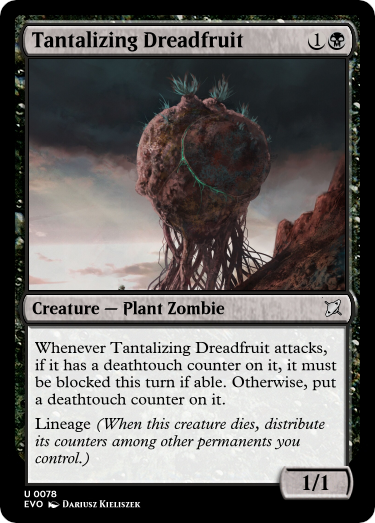 Tantalizing Dreadfruit 1
Creature — Plant Zombie
Whenever Tantalizing Dreadfruit attacks,
if it has a deathtouch counter on it, it must
be blocked this turn if able. Otherwise, put
a deathtouch counter on it.
Lineage (When this creature dies, distribute
its counters among other permanents you
control.)
1/1
U 0078
EVO Dariusz Kieliszek